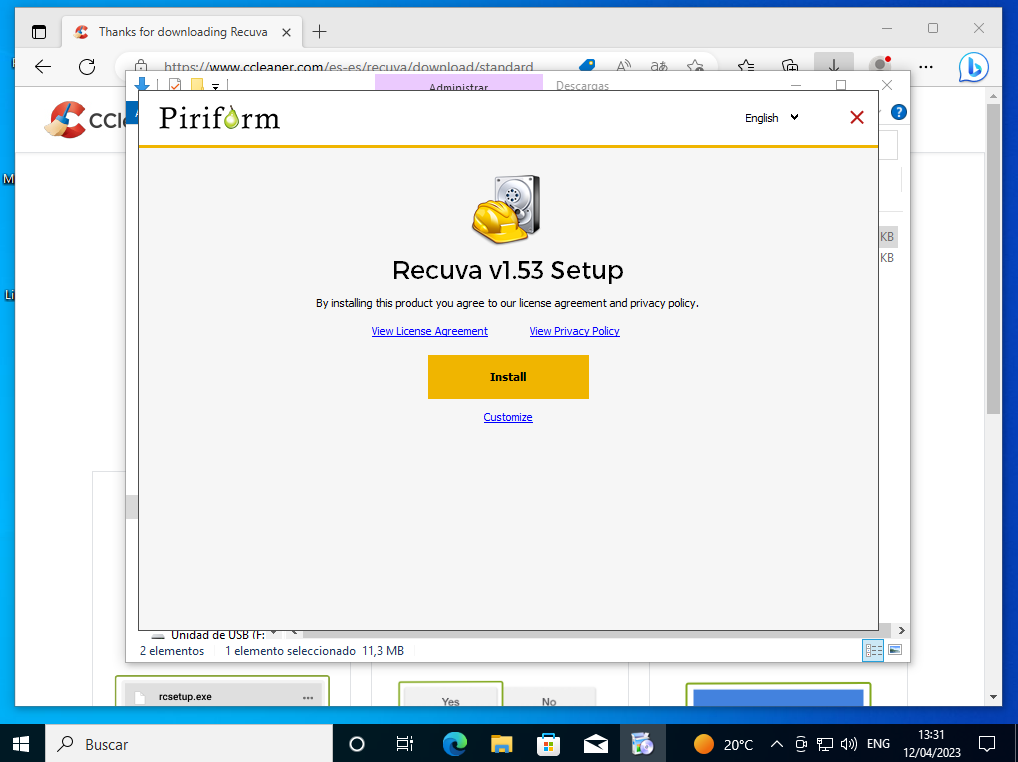 Thanks for downloading Recuva
https://www.ccleaner.com/es-es/recuva/download/standard
Administrar
Descargas
Piriform
English
KB
KB
Recuva v1.53 Setup
By installing this product you agree to our license agreement and privacy policy.
View License Agreement
View Privacy Policy
Install
Customize
Unidad de USB (F:
2 elementos
1 elemento seleccionado 11,3 MB
rcsetup.exe
Yes
No
Buscar
20°C
ENG
13:31
12/04/2023